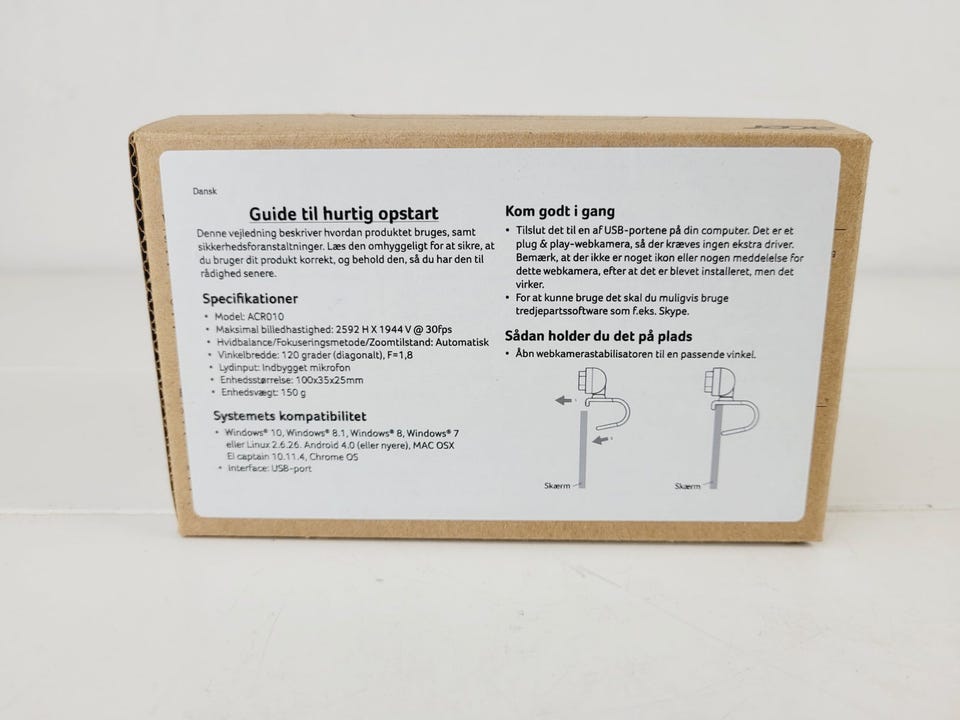 acer
Dansk
Guide til hurtig opstart
Denne vejledning beskriver hvordan produktet bruges, samt
sikkerhedsforanstaltninger. Læs den omhyggeligt for at sikre, at
du bruger dit produkt korrekt, og behold den, så du har den til
rådighed senere.
Specifikationer
• Model: ACR010
• Maksimal billedhastighed: 2592 H X 1944 V @ 30fps
• Hvidbalance/Fokuseringsmetode/Zoomtilstand: Automatisk
• Vinkelbredde: 120 grader (diagonalt), F=1,8
• Lydinput: Indbygget mikrofon
• Enhedsstørrelse: 100x35x25mm
• Enhedsvægt: 150 g
Systemets kompatibilitet
• Windows® 10, Windows® 8.1, Windows® 8, Windows® 7
eller Linux 2.6.26. Android 4.0 (eller nyere), MAC OSX
El captain 10.11.4, Chrome OS
• Interface: USB-port
Kom godt i gang
• Tilslut det til en af USB-portene på din computer. Det er et
plug & play-webkamera, så der kræves ingen ekstra driver.
Bemærk, at der ikke er noget ikon eller nogen meddelelse for
dette webkamera, efter at det er blevet installeret, men det
virker.
• For at kunne bruge det skal du muligvis bruge
tredjepartssoftware som f.eks. Skype.
Sådan holder du det på plads
• Åbn webkamerastabilisatoren til en passende vinkel.
Skærm
Skærm